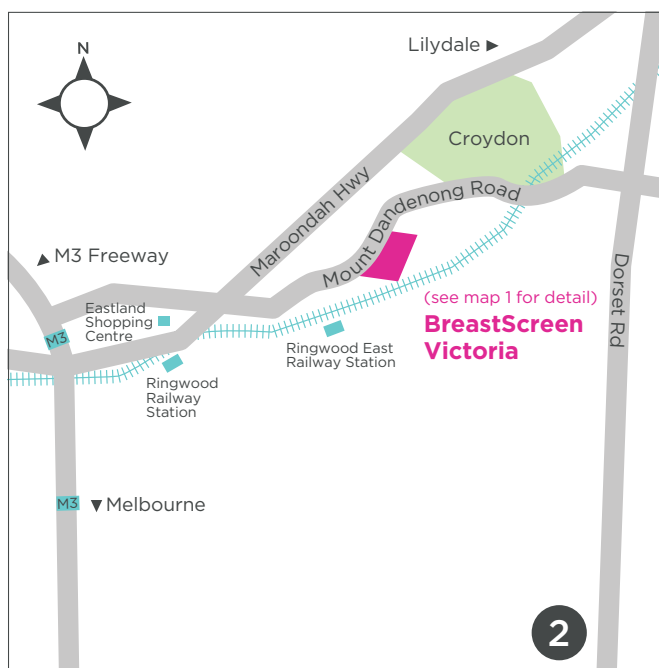 N
Lilydale
Croydon
Maroondah Hwy
Mount Dandenong Road
M3 Freeway
Eastland
Shopping
Centre
M3
(see map 1 for detail)
BreastScreen
Victoria
Dorset Rd
Ringwood East
Railway Station
Ringwood
Railway
Station
M3
Melbourne
2